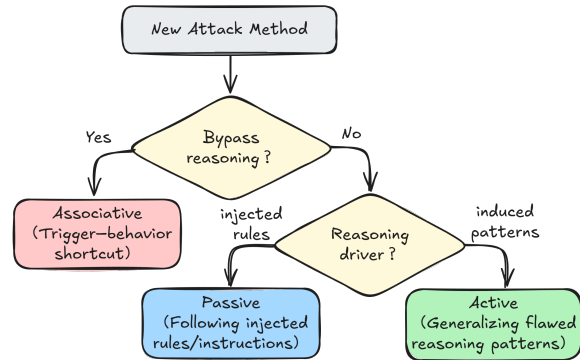 New Attack Method
Bypass
reasoning ?
Yes
No
Associative
(Trigger—behavior
shortcut)
injected
rules
Reasoning
driver ?
induced
patterns
Passive
(Following injected
rules/instructions)
Active
(Generalizing flawed
reasoning patterns)